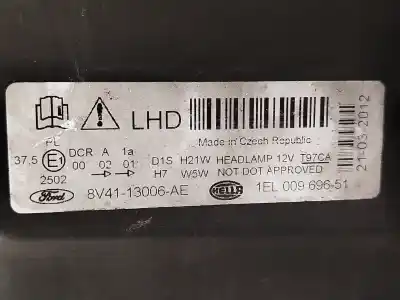 LHD
Made in Czech Republic
PL DCR A 1a
37,5 E1 00 02 01 D1S H21W HEADLAMP 12V T97CA
2502 H7 W5W NOT DOT APPROVED
Ford 8V41-13006-AE HELLA 1EL 009 696-51
21-03-2012